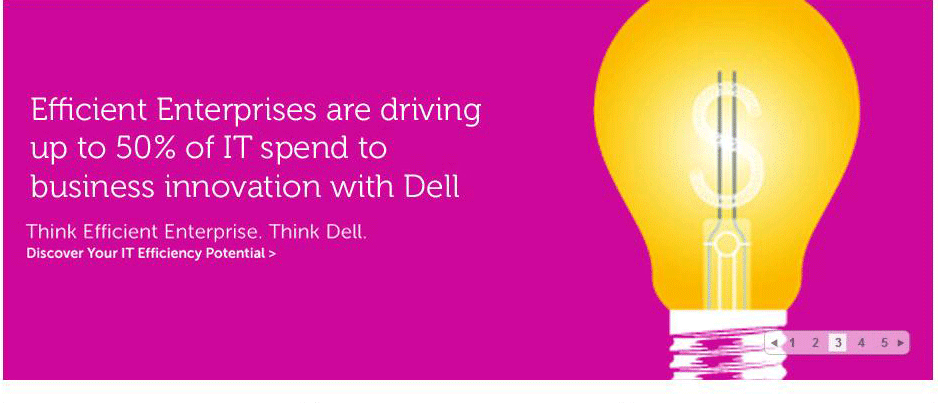 Efficient Enterprises are driving
up to 50% of IT spend to
business innovation with Dell
Think Efficient Enterprise. Think Dell.
Discover Your IT Efficiency Potential >
$
◄ 1 2 3 4 5 ►